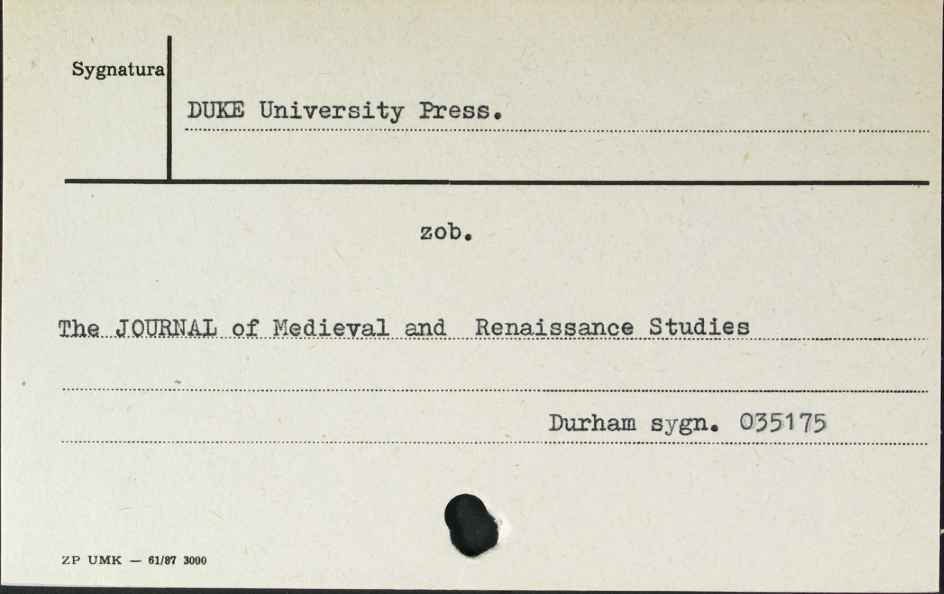 Sygnatura
DUKE University Press.
zob.
The JOURNAL of Medieval and Renaissance Studies
Durham sygn. 035175
ZP UMK — 61/87 3000